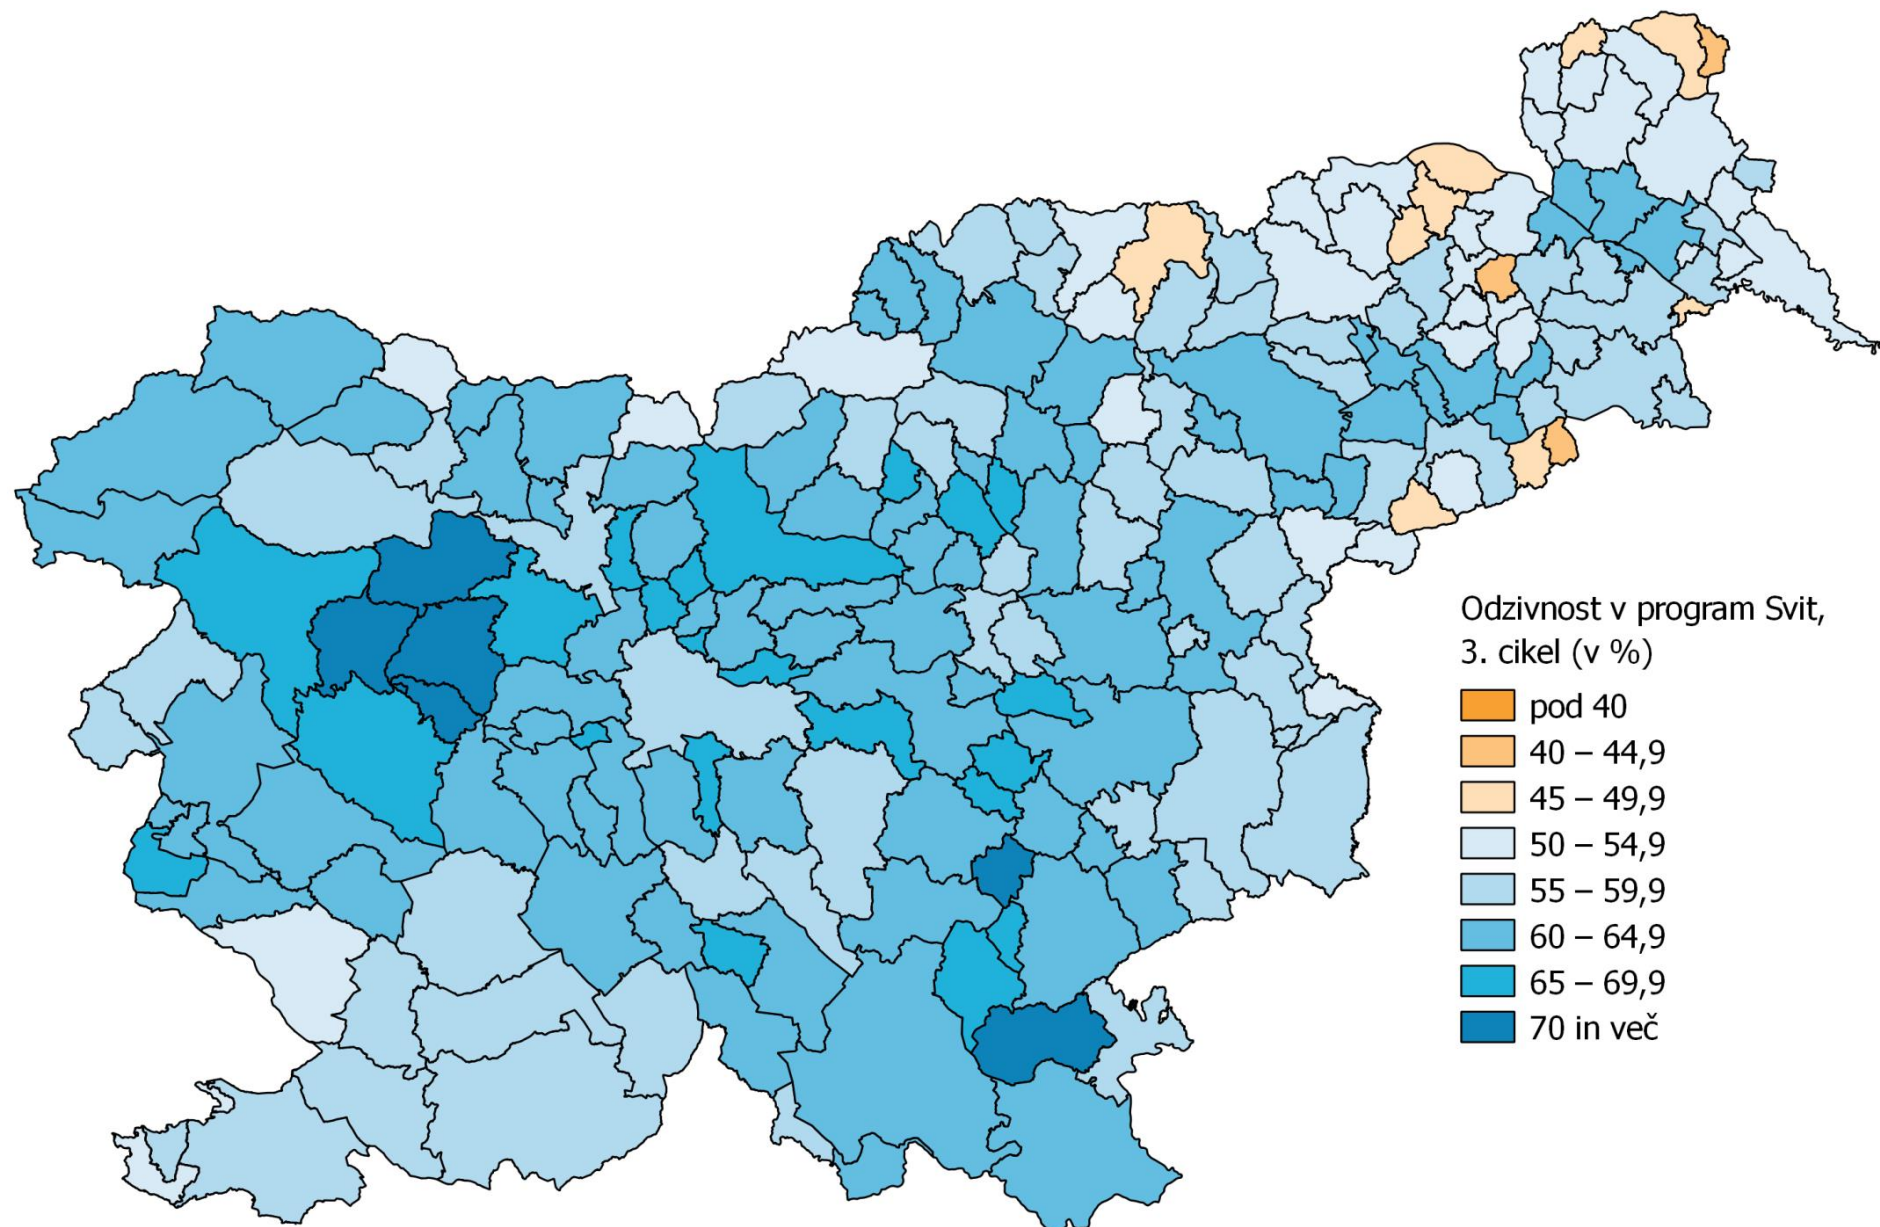 Odzivnost v program Svit,
3. cikel (v %)
pod 40
40 – 44,9
45 – 49,9
50 – 54,9
55 – 59,9
60 – 64,9
65 – 69,9
70 in več